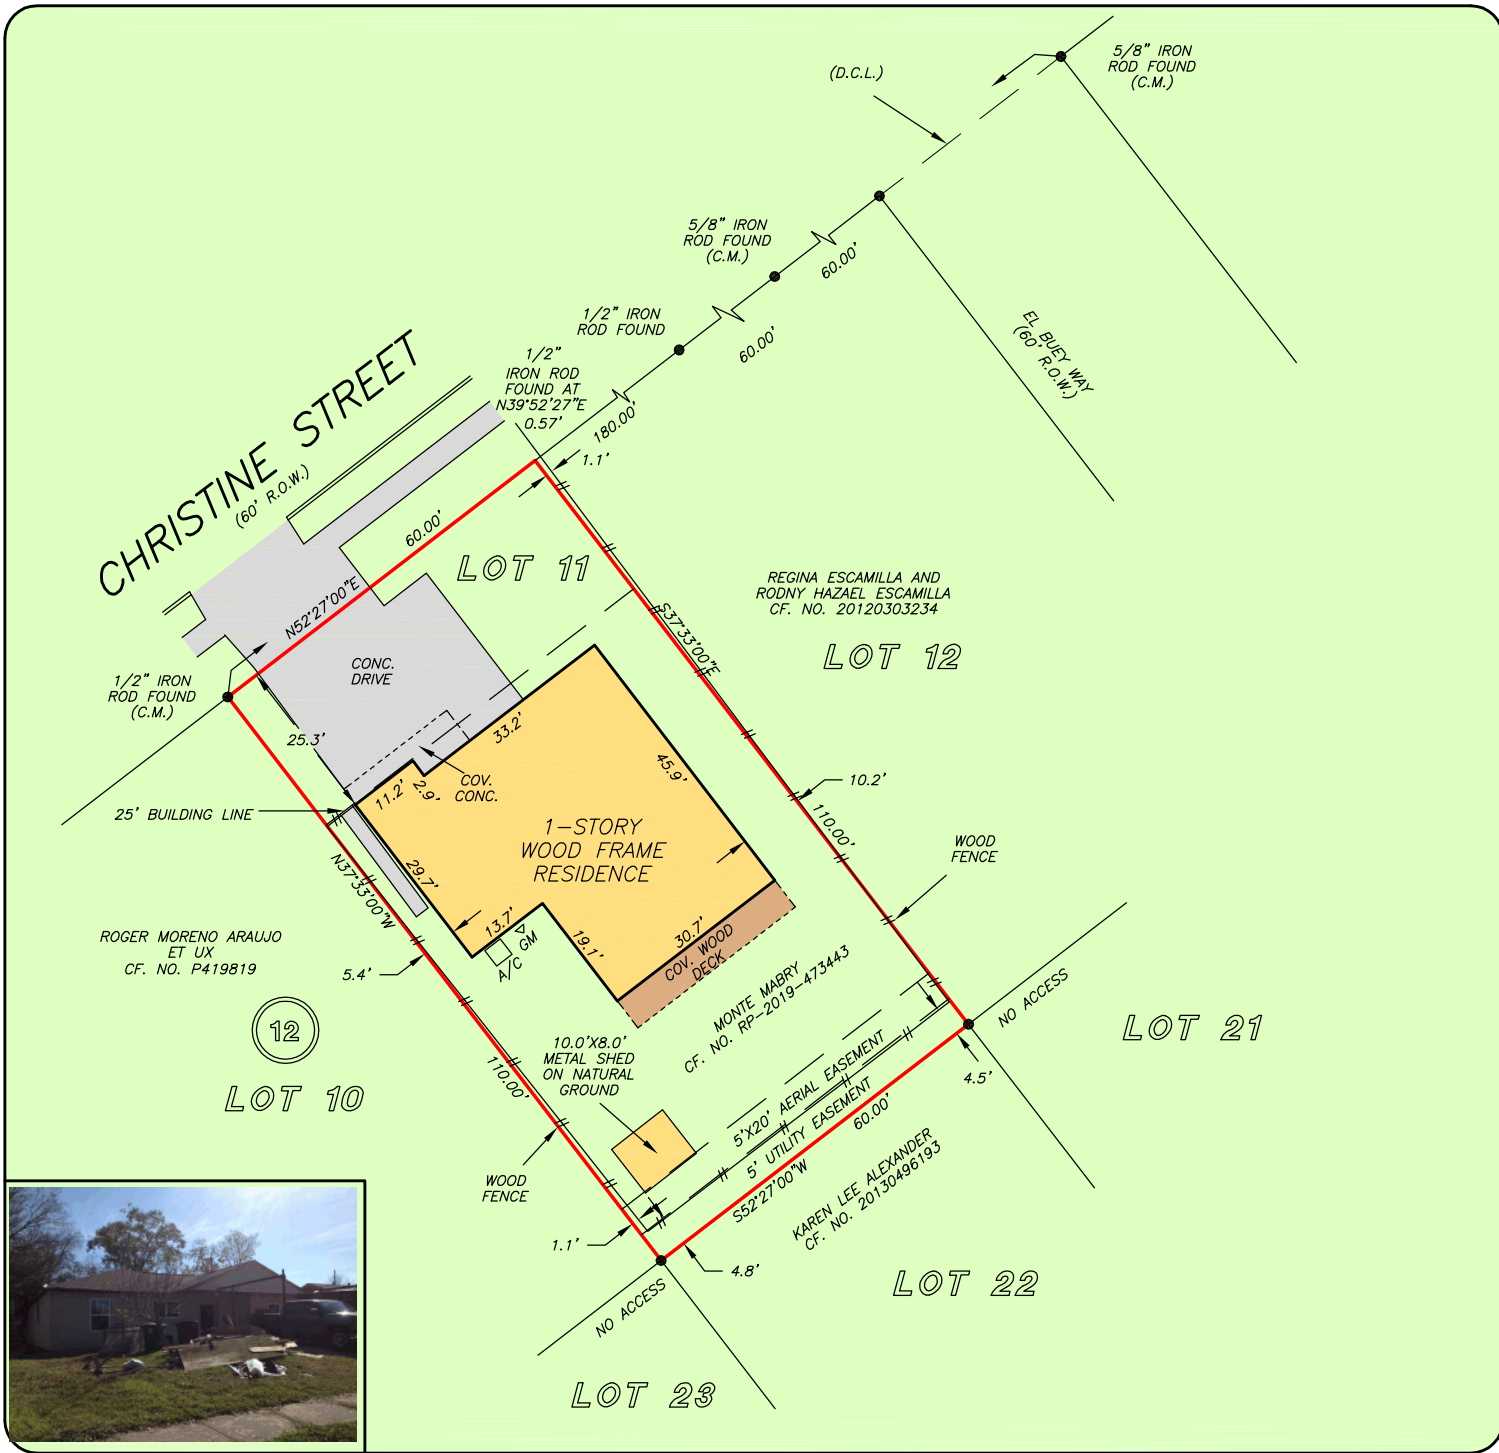 5/8" IRON
ROD FOUND
(C.M.)
(D.C.L.)
5/8" IRON
ROD FOUND
(C.M.)
60.00'
1/2" IRON
ROD FOUND
60.00'
EL BUEY WAY
(60' R.O.W.)
1/2"
IRON ROD
FOUND AT
N39°52'27"E
0.57'
180.00'
1.1'
CHRISTINE STREET
(60' R.O.W.)
60.00'
N52°27'00"E
LOT 11
REGINA ESCAMILLA AND
RODNY HAZAEL ESCAMILLA
CF. NO. 20120303234
LOT 12
S37°33'00"E
CONC.
DRIVE
1/2" IRON
ROD FOUND
(C.M.)
25.3'
33.2'
45.9'
COV.
CONC.
11.2'
2.9'
10.2'
110.00'
25' BUILDING LINE
1-STORY
WOOD FRAME
RESIDENCE
WOOD
FENCE
N37°33'00"W
29.7'
13.7'
GM
A/C
19.1'
30.7'
COV. WOOD
DECK
ROGER MORENO ARAUJO
ET UX
CF. NO. P419819
5.4'
MONTE MABRY
CF. NO. RP-2019-473443
NO ACCESS
LOT 21
12
LOT 10
110.00'
10.0'X8.0'
METAL SHED
ON NATURAL
GROUND
5'X20' AERIAL EASEMENT
5' UTILITY EASEMENT
60.00'
4.5'
S52°27'00"W
KAREN LEE ALEXANDER
CF. NO. 20130496193
WOOD
FENCE
1.1'
4.8'
LOT 22
NO ACCESS
LOT 23